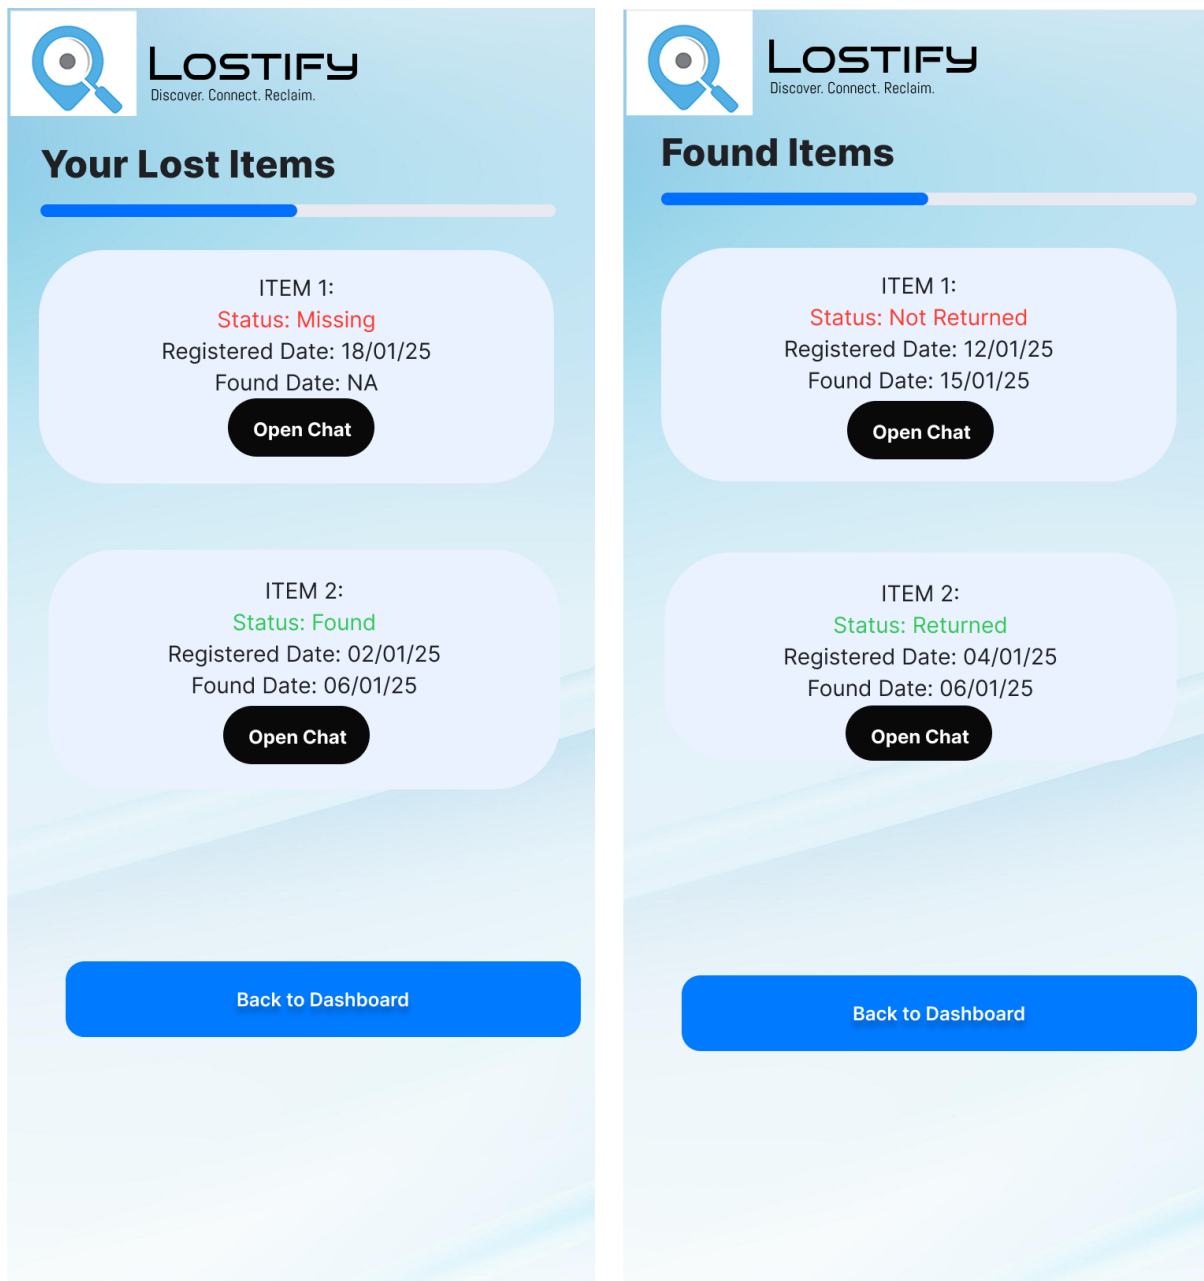 LOSTIFY
Discover. Connect. Reclaim.
Your Lost Items
ITEM 1:
Status: Missing
Registered Date: 18/01/25
Found Date: NA
Open Chat
ITEM 2:
Status: Found
Registered Date: 02/01/25
Found Date: 06/01/25
Open Chat
Back to Dashboard
LOSTIFY
Discover. Connect. Reclaim.
Found Items
ITEM 1:
Status: Not Returned
Registered Date: 12/01/25
Found Date: 15/01/25
Open Chat
ITEM 2:
Status: Returned
Registered Date: 04/01/25
Found Date: 06/01/25
Open Chat
Back to Dashboard